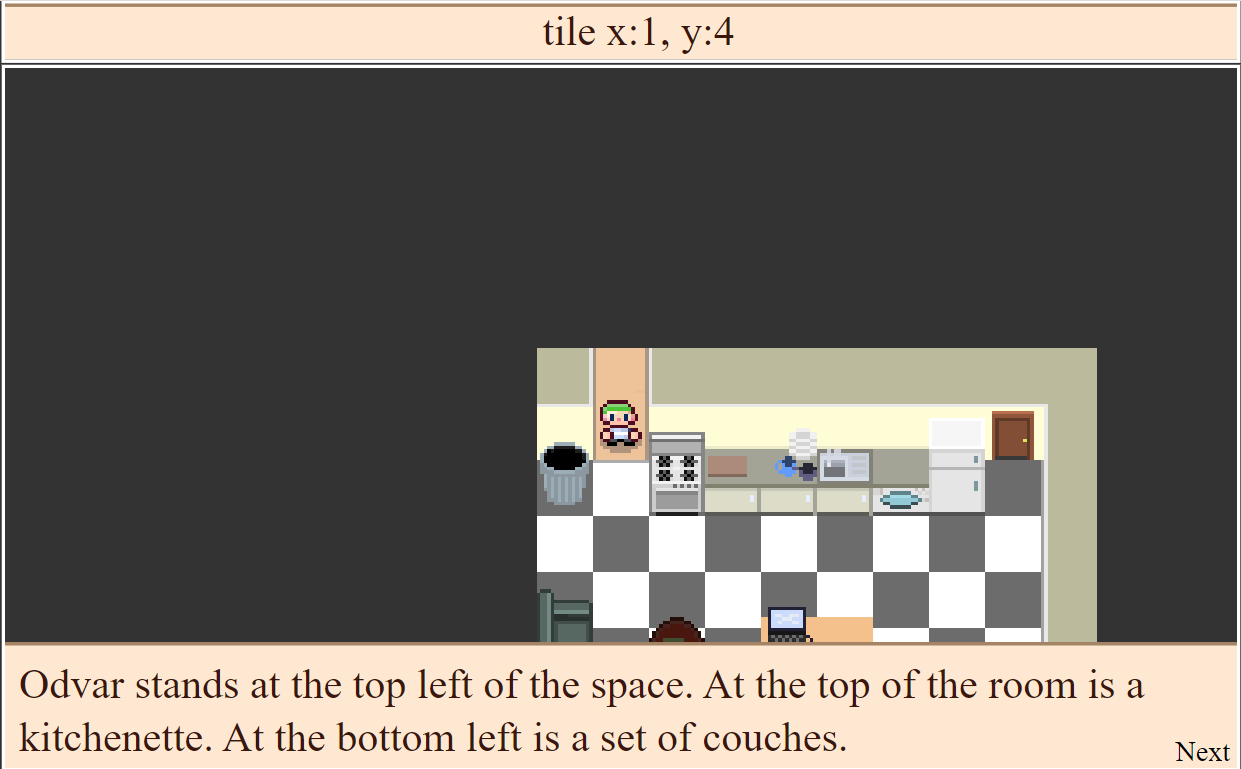 tile x:1, y:4
Odvar stands at the top left of the space. At the top of the room is a
kitchenette. At the bottom left is a set of couches.
Next